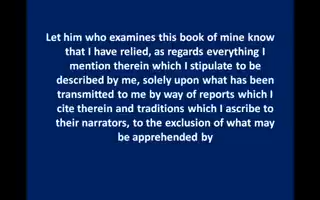 Let him who examines this book of mine know
that I have relied, as regards everything I
mention therein which I stipulate to be
described by me, solely upon what has been
transmitted to me by way of reports which I
cite therein and traditions which I ascribe to
their narrators, to the exclusion of what may
be apprehended by